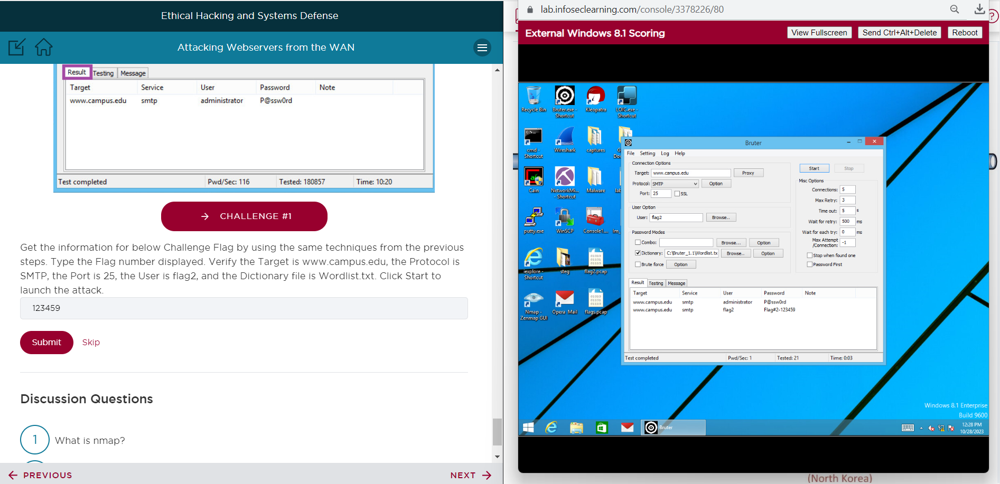 Ethical Hacking and Systems Defense
Attacking Webservers from the WAN
Result Testing Message
Target Service User Password Note
www.campus.edu smtp administrator P@ssw0rd
Test completed Pwd/Sec: 116 Tested: 180857 Time: 10:20
→ CHALLENGE #1
Get the information for below Challenge Flag by using the same techniques from the previous
steps. Type the Flag number displayed. Verify the Target is www.campus.edu, the Protocol is
SMTP, the Port is 25, the User is flag2, and the Dictionary file is Wordlist.txt. Click Start to
launch the attack.
123459
Submit Skip
Discussion Questions
1 What is nmap?
← PREVIOUS NEXT →
lab.infoseclearning.com/console/3378226/80
?
External Windows 8.1 Scoring View Fullscreen Send Ctrl+Alt+Delete Reboot
Recycle Bin Bruter.exe - Shortcut Kleopatra LOIC.exe - Shortcut
cmd - Shortcut Wireshark captures
Cain NetworkMi... - Shortcut Malware lab
putty.exe WinSCP Console1.... lm_
iexplore - Shortcut steg flag2.pcap
Nmap - Zenmap GUI Opera Mail flags.pcap
Bruter
File Setting Log Help
Connection Options
Target: www.campus.edu Proxy
Protocol: SMTP Option
Port: 25 SSL
User Option
User: flag2 Browse..
Password Modes
Combo: Browse... Option
Dictionary: C:\Bruter_1.1\Wordlist.tx Browse.. Option
Brute force Option
Start Stop
Misc Options
Connections: 5
Max Retry: 3
Time out: 5 s
Wait for retry: 500 ms
Wait for each try: 0 ms
Max Attempt
/Connection: -1
Stop when found one
Password First
Result Testing Message
Target Service User Password Note
www.campus.edu smtp administrator P@ssw0rd
www.campus.edu smtp flag2 Flag#2-123459
Test completed Pwd/Sec: 1 Tested: 21 Time: 0:03
Windows 8.1 Enterprise
Build 9600
Bruter
12:28 PM
10/28/2023
(North Korea)